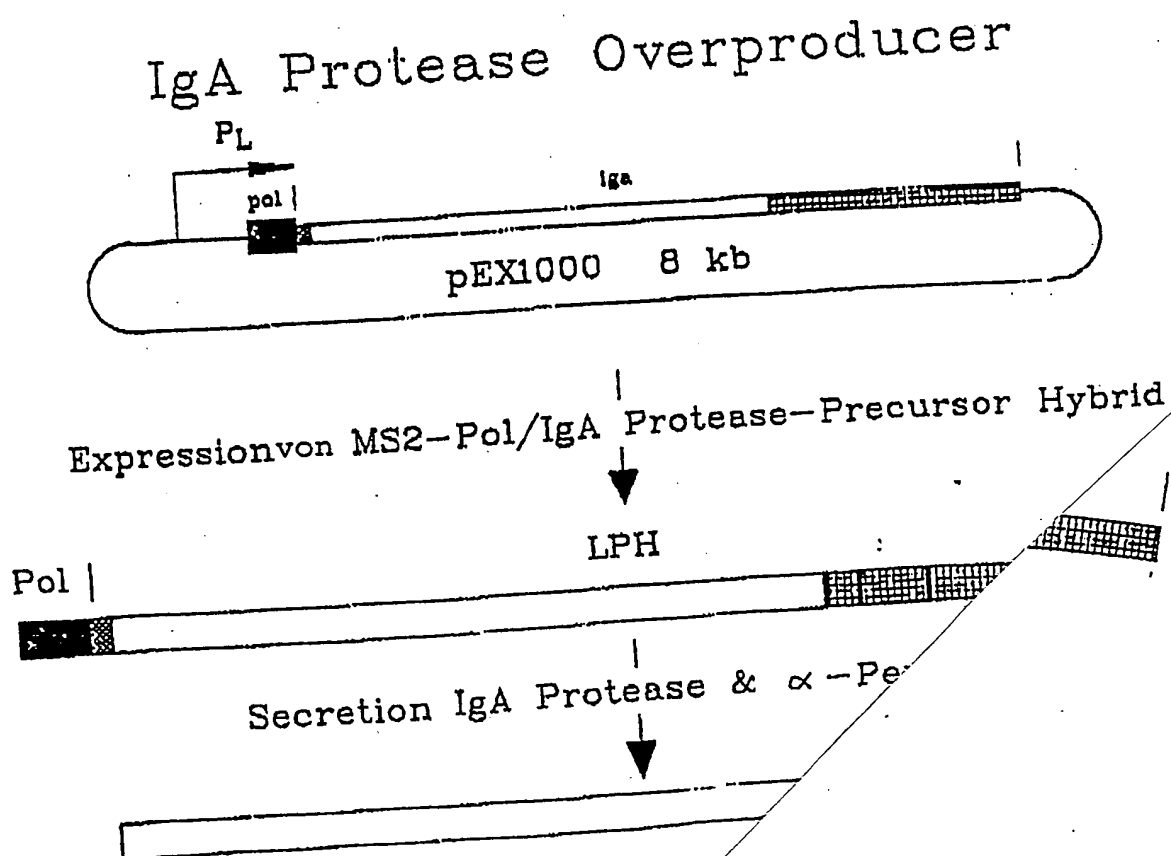 IgA Protease Overproducer
PL
pol
iga
pEX1000 8 kb
Expressionvon MS2-Pol/IgA Protease-Precursor Hybrid
LPH
Pol
Secretion IgA Protease & α-Pe